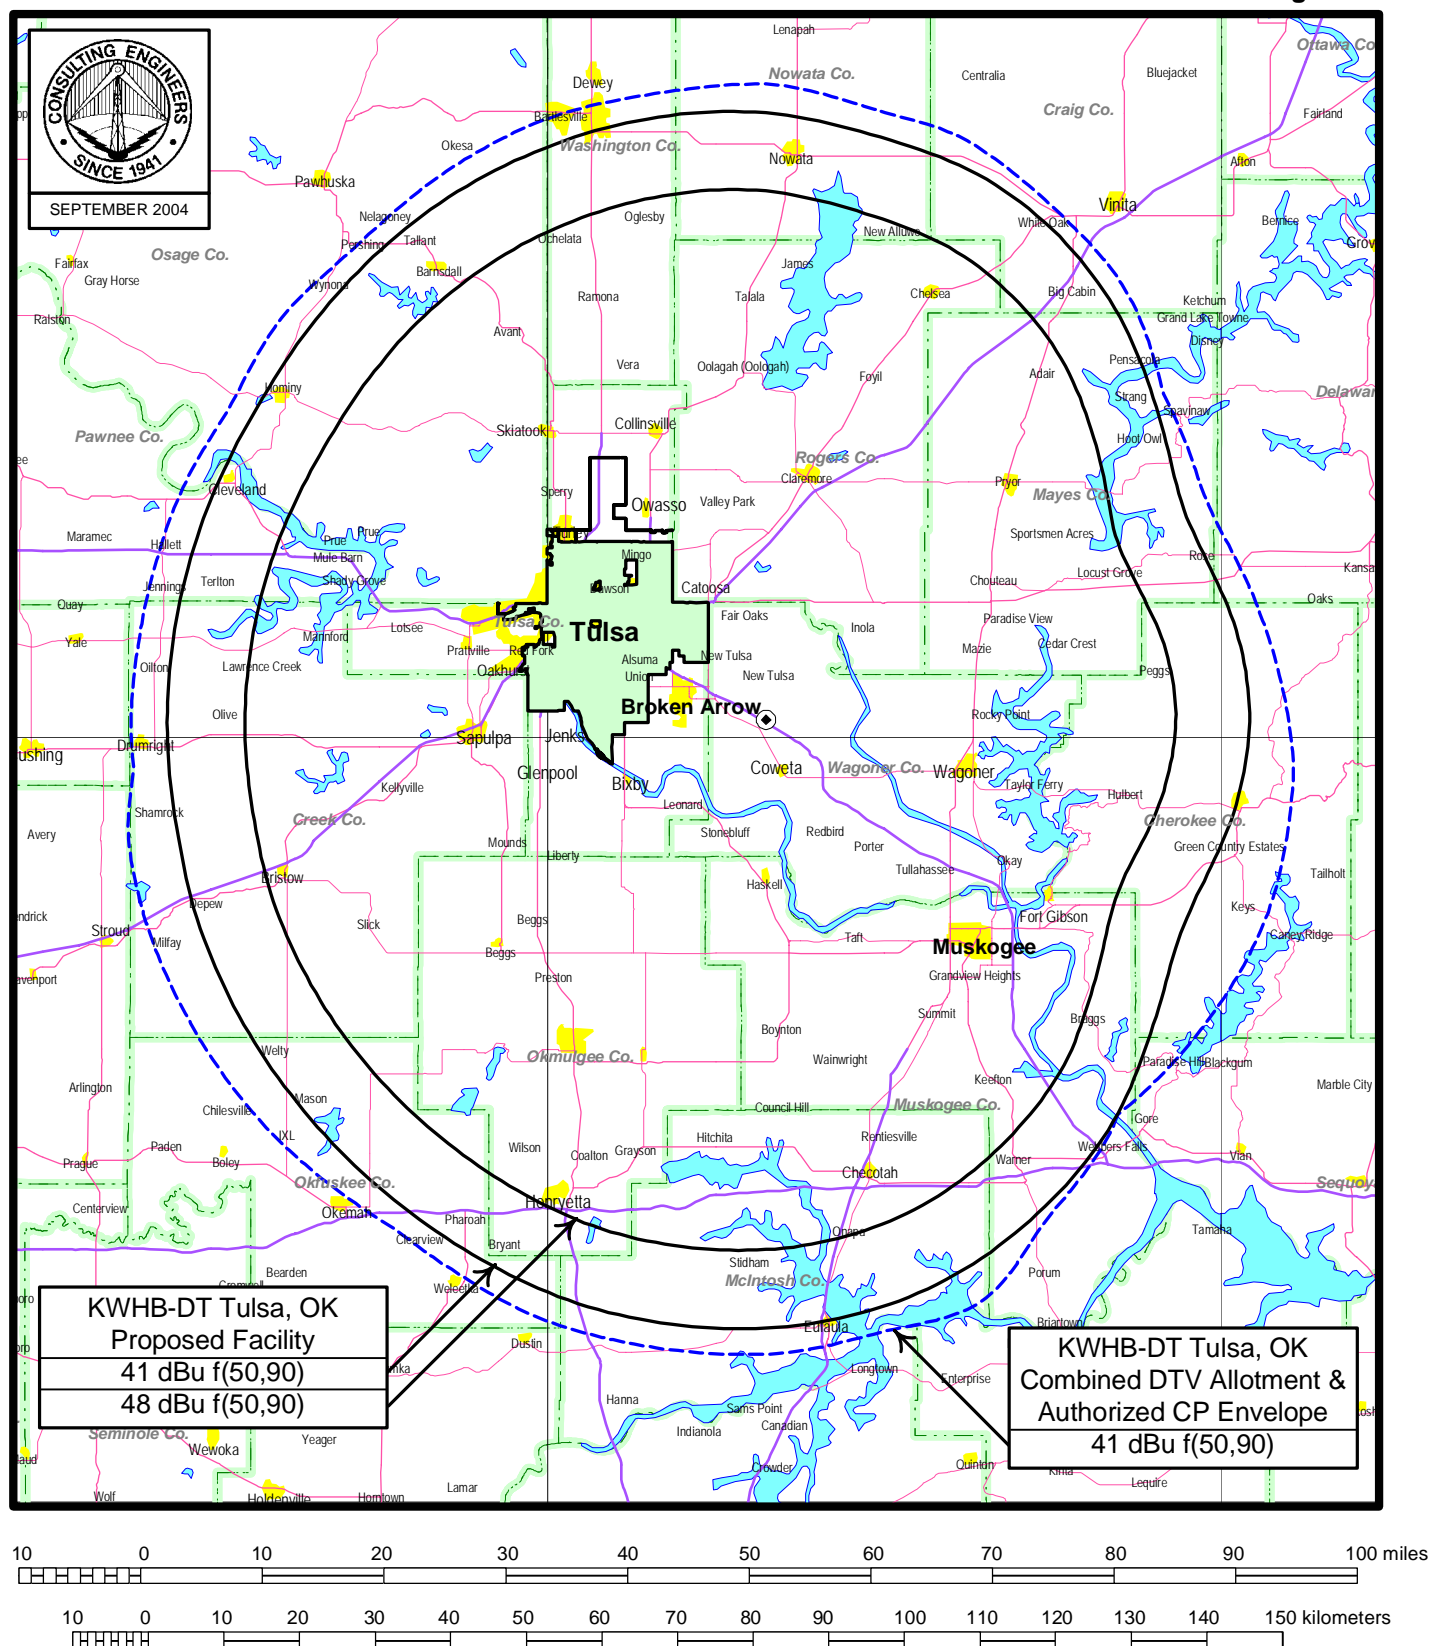 Lenapah
Ottawa Co.
Nowata Co.
Centralia
Bluejacket
Dewey
Craig Co.
Fairland
CONSULTING ENGINEERS
SINCE 1941
SEPTEMBER 2004
Bartlesville
Okesa
Washington Co.
Nowata
Afton
Pawhuska
Vinita
Nelagoney
Oglesby
White Oak
Bernice
Pershing
Tallant
Ochelata
New Alluwe
Grov
Osage Co.
Fairfax
Gray Horse
Barnsdall
James
Wynona
Ramona
Talala
Chelsea
Big Cabin
Ketchum
Ralston
Grand Lake Towne
Avant
Disney
Vera
Oolagah (Oologah)
Foyil
Adair
Pensacola
Hominy
Strang
Delawar
Spavinaw
Pawnee Co.
Skiatook
Collinsville
Hoot Owl
Rogers Co.
ee
Cleveland
Sperry
Claremore
Pryor
Mayes Co.
Owasso
Valley Park
Maramec
Hallett
Prue
Prue
Turley
Sportsmen Acres
Mule Barn
Mingo
Rose
Jennings
Terlton
Shady Grove
Dawson
Catoosa
Chouteau
Locust Grove
Kansa
Quay
Fair Oaks
Oaks
Yale
Mannford
Lotsee
Tulsa Co.
Tulsa
Inola
Paradise View
Oilton
Lawrence Creek
Prattville
Red Fork
Alsuma
New Tulsa
Mazie
Cedar Crest
Oakhurst
Union
New Tulsa
Peggs
Olive
Broken Arrow
Rocky Point
ushing
Drumright
Sapulpa
Jenks
Glenpool
Bixby
Coweta
Wagoner Co.
Wagoner
Kellyville
Taylor Ferry
Hulbert
Shamrock
Leonard
Avery
Creek Co.
Stonebluff
Redbird
Cherokee Co.
Mounds
Porter
Green Country Estates
Liberty
Okay
Bristow
Tullahassee
Tailholt
Haskell
endrick
Depew
Beggs
Fort Gibson
Keys
Stroud
Slick
Milfay
Taft
Caney Ridge
Beggs
Muskogee
avenport
Preston
Grandview Heights
Summit
Braggs
Welty
Okmulgee Co.
Boynton
Wainwright
Paradise Hill
Blackgum
Arlington
Keefton
Marble City
Chilesville
Mason
Council Hill
Muskogee Co.
Gore
IXL
Hitchita
Rentiesville
Webbers Falls
Paden
Wilson
Coalton
Grayson
Prague
Boley
Warner
Vian
Checotah
Okfuskee Co.
Sequoy
Centerview
Okemah
Henryetta
Pharoah
Tamaha
Clearview
Bryant
Onapa
Stidham
Bearden
Weleetka
McIntosh Co.
Porum
Cromwell
oro
KWHB-DT Tulsa, OK
Proposed Facility
41 dBu f(50,90)
48 dBu f(50,90)
Eufaula
Briartown
Dustin
KWHB-DT Tulsa, OK
Combined DTV Allotment &
Authorized CP Envelope
41 dBu f(50,90)
Longtown
Enterprise
Hanna
Sams Point
Canadian
Indianola
Seminole Co.
Wewoka
Yeager
Crowder
Quinton
Kinta
Lequire
Lamar
Wolf
Holdenville
Horntown
10 0 10 20 30 40 50 60 70 80 90 100 miles
10 0 10 20 30 40 50 60 70 80 90 100 110 120 130 140 150 kilometers